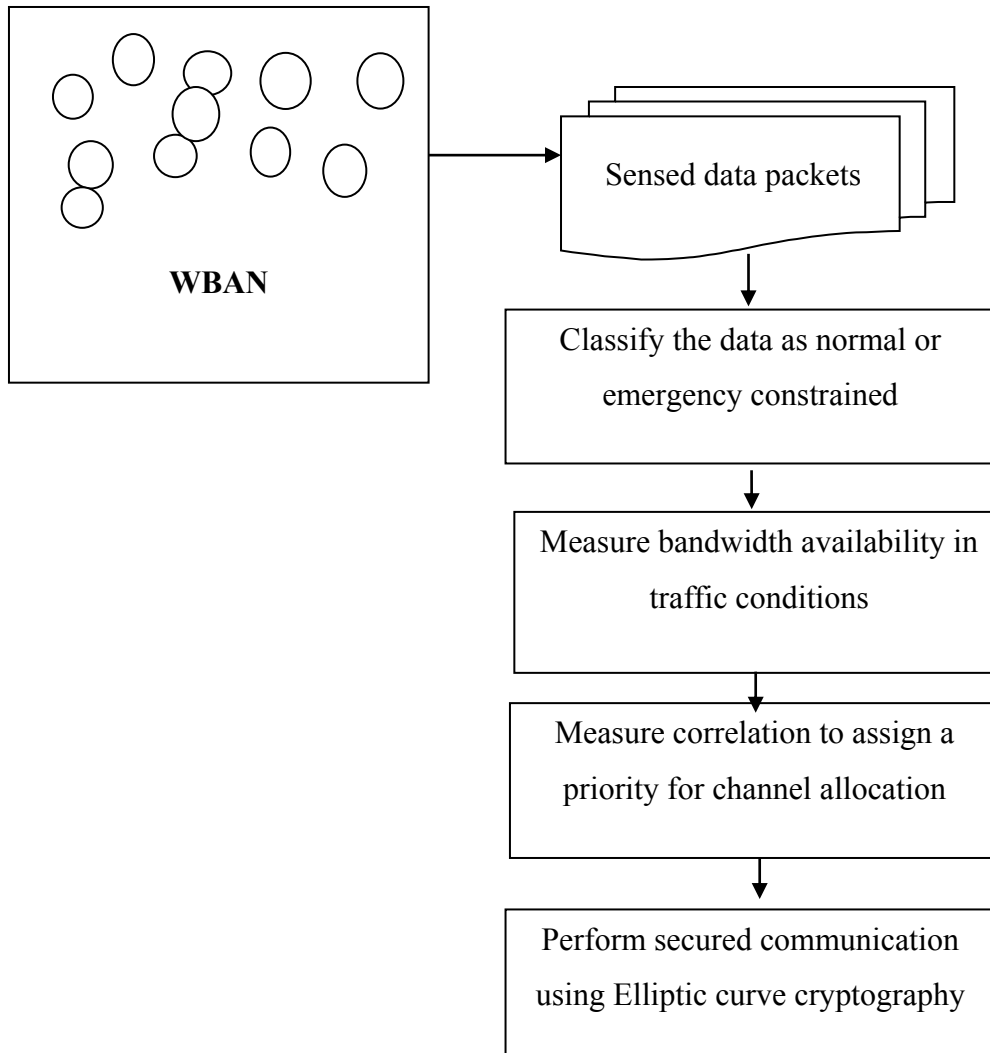 WBAN
Sensed data packets
Classify the data as normal or
emergency constrained
Measure bandwidth availability in
traffic conditions
Measure correlation to assign a
priority for channel allocation
Perform secured communication
using Elliptic curve cryptography